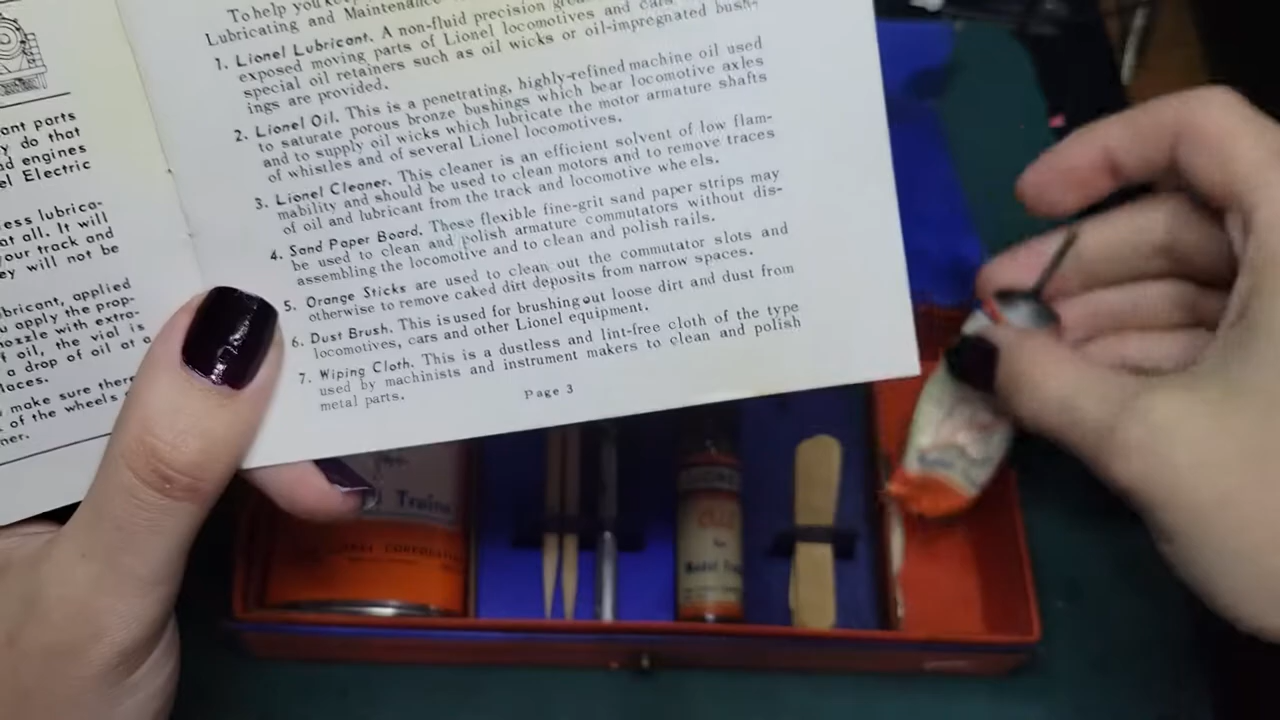 ant parts
y do that
nd engines
el Electric
ess lubrica-
at all. It will
your track and
ey will not be
bricant, applied
u apply the prop-
nozzle with extra-
f oil, the vial is
a drop of oil at a
laces.
make sure there
of the wheels
ner.
To help you
Lubricating and Maintenance
1. Lionel Lubricant. A non-fluid precision
exposed moving parts of Lionel locomotives and cars
special oil retainers such as oil wicks or oil-impregnated bush-
ings are provided.
2. Lionel Oil. This is a penetrating, highly-refined machine oil used
to saturate porous bronze bushings which bear locomotive axles
and to supply oil wicks which lubricate the motor armature shafts
of whistles and of several Lionel locomotives.
3. Lionel Cleaner. This cleaner is an efficient solvent of low flam-
mability and should be used to clean motors and to remove traces
of oil and lubricant from the track and locomotive wheels.
4. Sand Paper Board. These flexible fine-grit sand paper strips may
be used to clean and polish armature commutators without dis-
assembling the locomotive and to clean and polish rails.
5. Orange Sticks are used to clean out the commutator slots and
otherwise to remove caked dirt deposits from narrow spaces.
6. Dust Brush. This is used for brushing out loose dirt and dust from
locomotives, cars and other Lionel equipment.
7. Wiping Cloth. This is a dustless and lint-free cloth of the type
used by machinists and instrument makers to clean and polish
metal parts.
Page 3
Trains
CORPORATION
Oil
for
Model